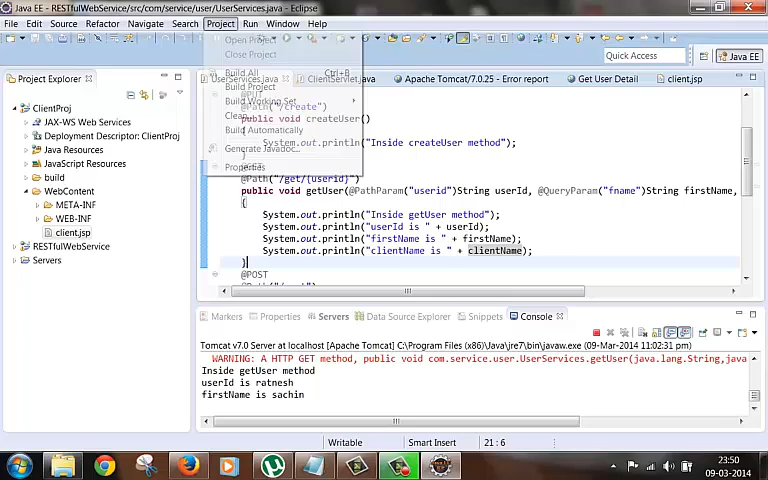 Java EE - RESTfulWebService/src/com/service/user/UserServices.java - Eclipse
File Edit Source Refactor Navigate Search Project Run Window Help
Quick Access
Java EE
Project Explorer
ClientProj
JAX-WS Web Services
Deployment Descriptor: ClientProj
Java Resources
JavaScript Resources
build
WebContent
META-INF
WEB-INF
client.jsp
RESTfulWebService
Servers
Open Project
Close Project
Build All Ctrl+B
Build Project
Build Working Set
Clean...
Build Automatically
Generate Javadoc...
Properties
UserServices.java ClientServlet.java Apache Tomcat/7.0.25 - Error report Get User Detail client.jsp
@PUT
@Path("/create")
public void createUser()
{
System.out.println("Inside createUser method");
}
@GET
@Path("/get/{userid}")
public void getUser(@PathParam("userid")String userId, @QueryParam("fname")String firstName,
{
System.out.println("Inside getUser method");
System.out.println("userId is " + userId);
System.out.println("firstName is " + firstName);
System.out.println("clientName is " + clientName);
}
@POST
Markers Properties Servers Data Source Explorer Snippets Console
Tomcat v7.0 Server at localhost [Apache Tomcat] C:\Program Files (x86)\Java\jre7\bin\javaw.exe (09-Mar-2014 11:02:31 pm)
WARNING: A HTTP GET method, public void com.service.user.UserServices.getUser(java.lang.String,java
Inside getUser method
userId is ratnesh
firstName is sachin
Writable Smart Insert 21 : 6
23:50
09-03-2014